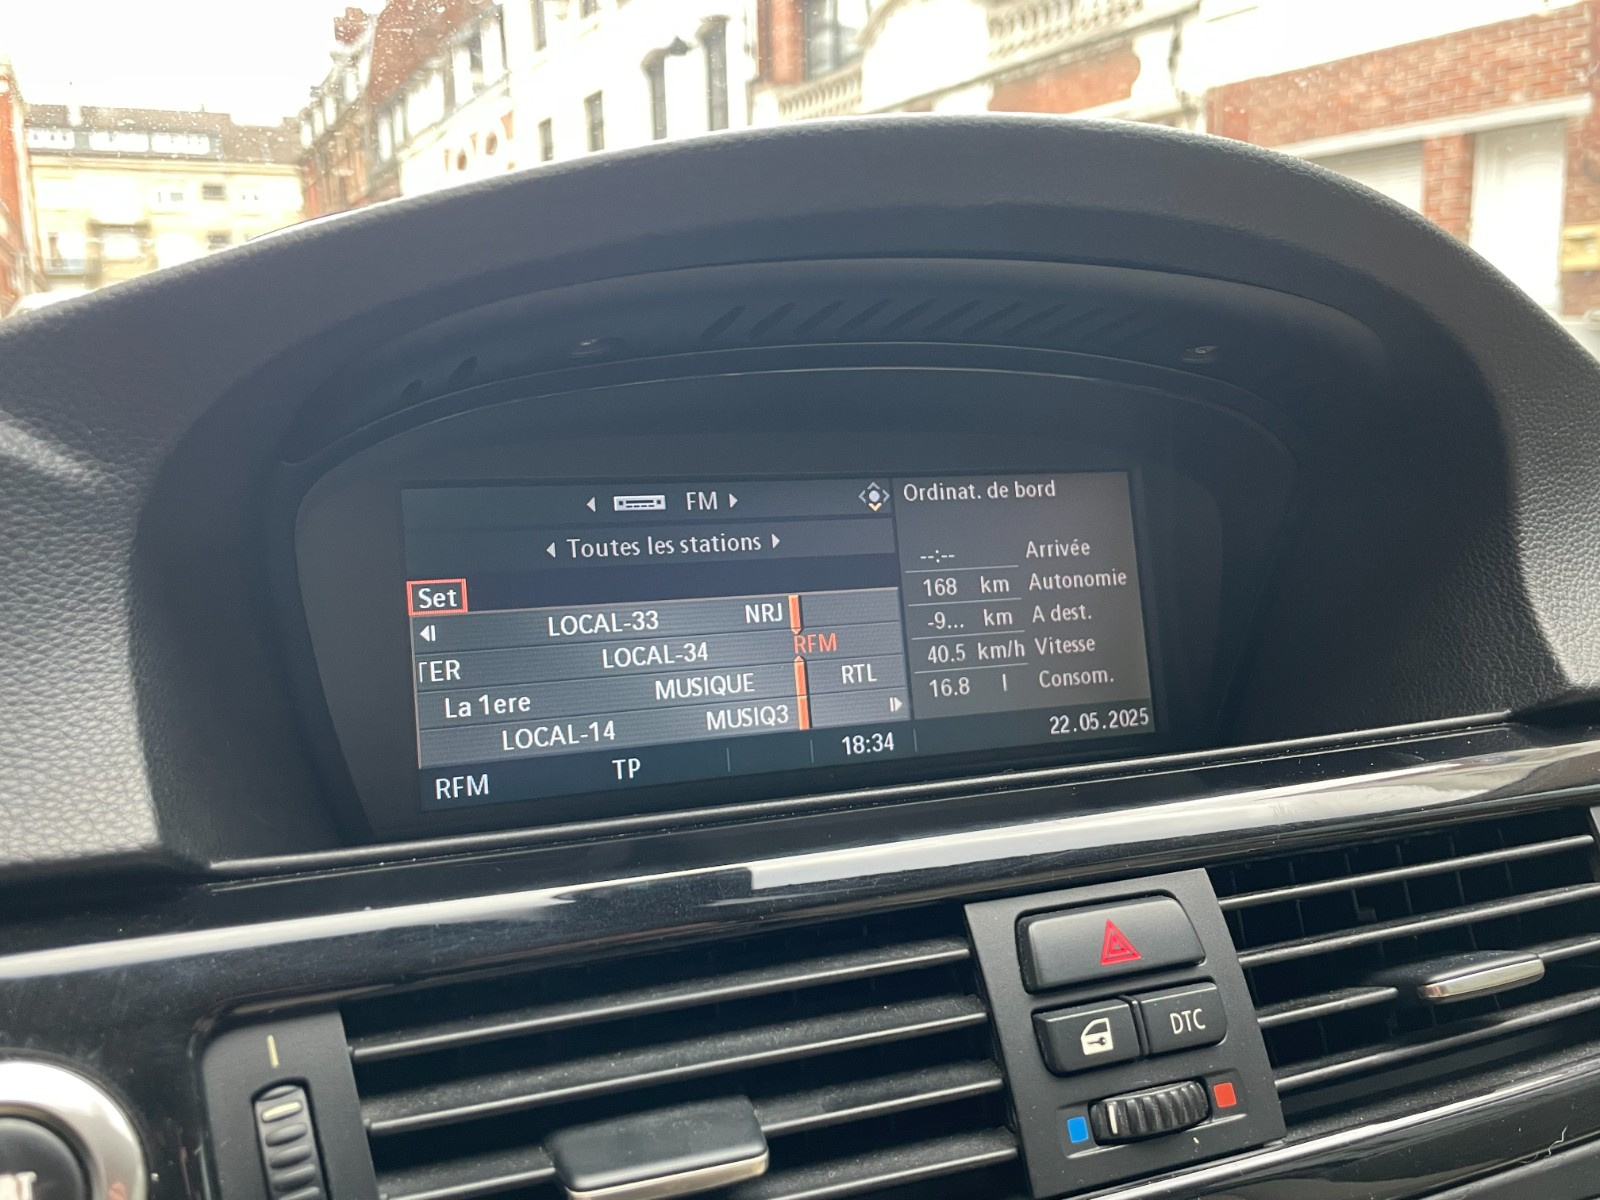 FM
Toutes les stations
Set
LOCAL-33 NRJ
TER LOCAL-34 RFM
La 1ere MUSIQUE RTL
LOCAL-14 MUSIQ3
RFM TP 18:34
Ordinat. de bord
--:-- Arrivée
168 km Autonomie
-9... km A dest.
40.5 km/h Vitesse
16.8 l Consom.
22.05.2025
DTC